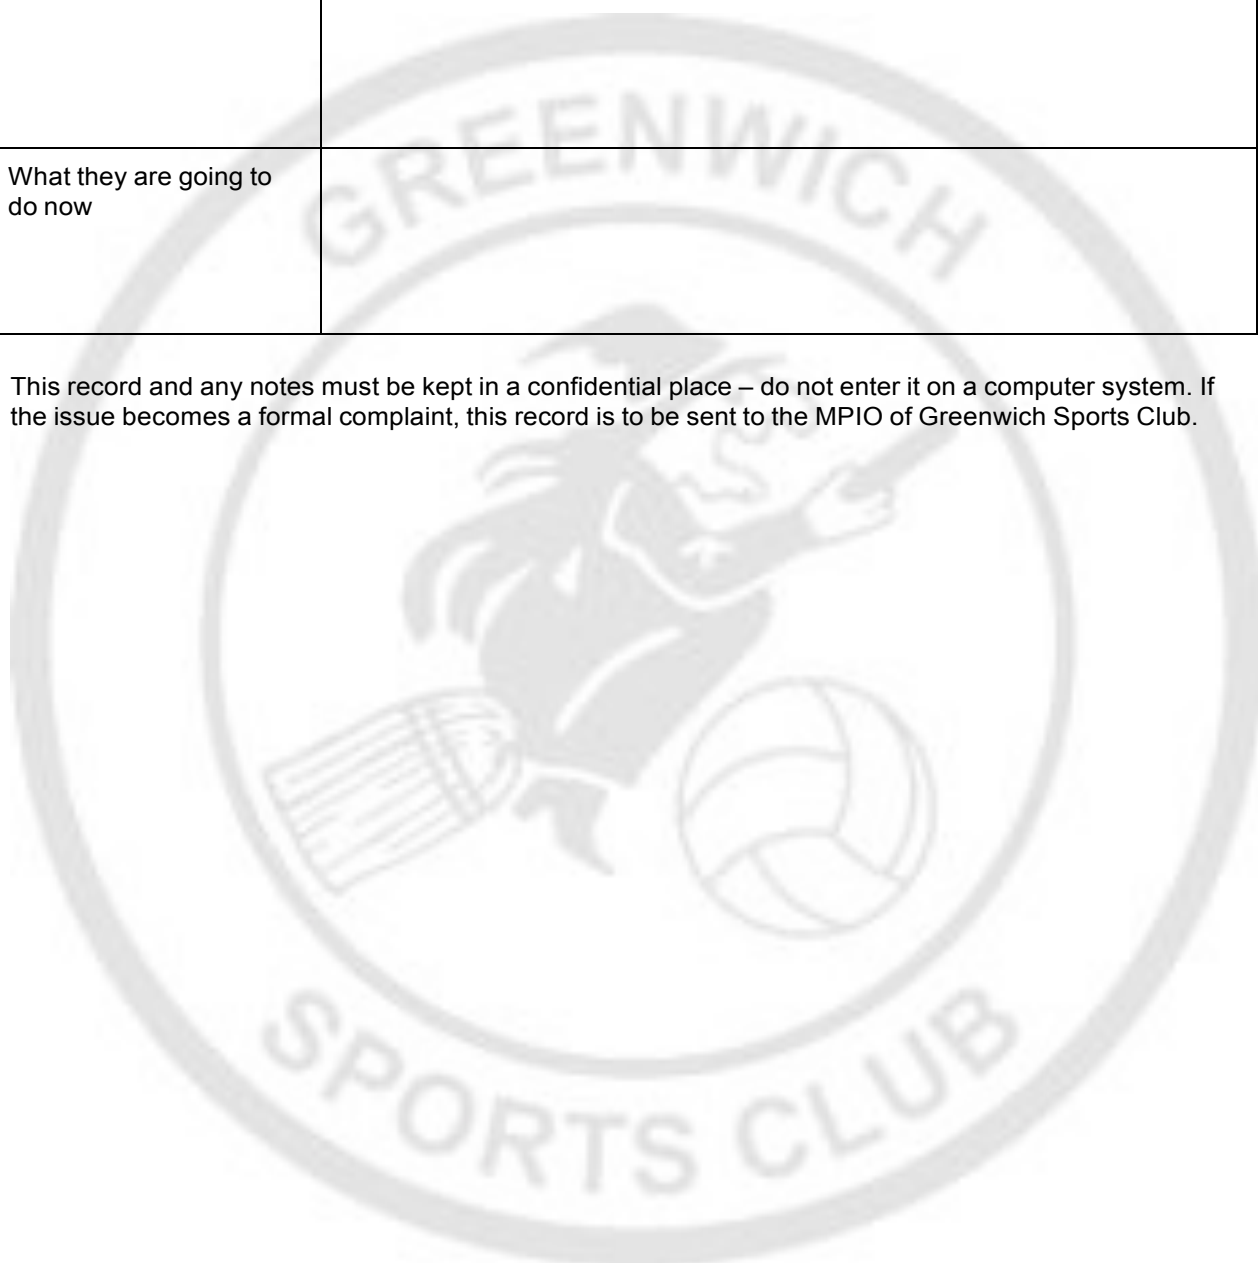 GREENWICH
What they are going to
do now
This record and any notes must be kept in a confidential place – do not enter it on a computer system. If
the issue becomes a formal complaint, this record is to be sent to the MPIO of Greenwich Sports Club.
SPORTS CLUB